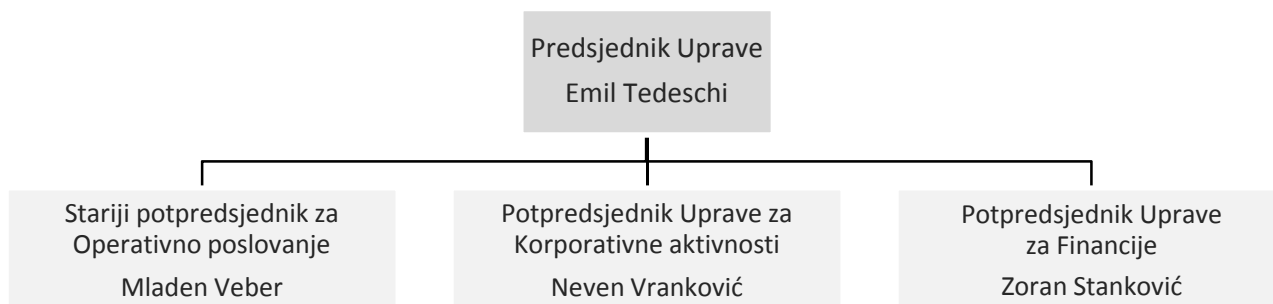 Predsjednik Uprave
Emil Tedeschi
Stariji potpredsjednik za
Operativno poslovanje
Mladen Veber
Potpredsjednik Uprave za
Korporativne aktivnosti
Neven Vranković
Potpredsjednik Uprave
za Financije
Zoran Stanković